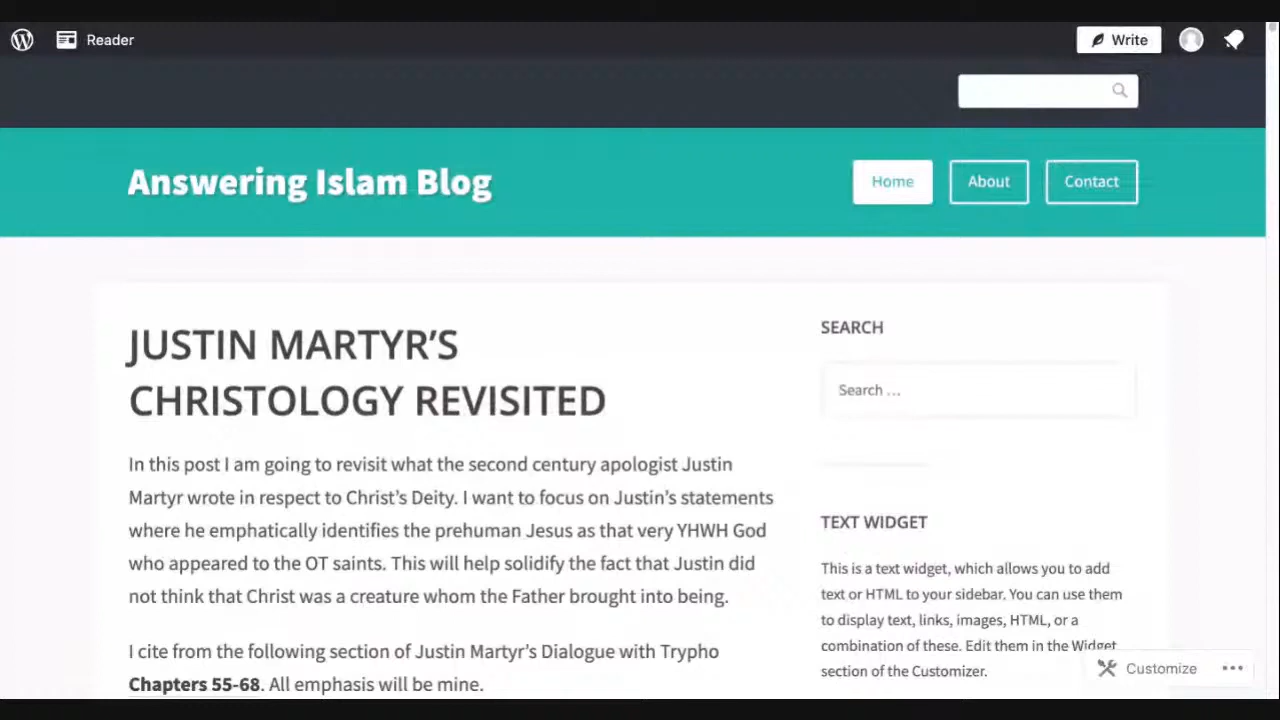 Reader
Write
Answering Islam Blog
Home
About
Contact
JUSTIN MARTYR’S
CHRISTOLOGY REVISITED
In this post I am going to revisit what the second century apologist Justin
Martyr wrote in respect to Christ’s Deity. I want to focus on Justin’s statements
where he emphatically identifies the prehuman Jesus as that very YHWH God
who appeared to the OT saints. This will help solidify the fact that Justin did
not think that Christ was a creature whom the Father brought into being.
I cite from the following section of Justin Martyr’s Dialogue with Trypho
Chapters 55-68. All emphasis will be mine.
SEARCH
Search …
TEXT WIDGET
This is a text widget, which allows you to add
text or HTML to your sidebar. You can use them
to display text, links, images, HTML, or a
combination of these. Edit them in the Widget
section of the Customizer.
Customize